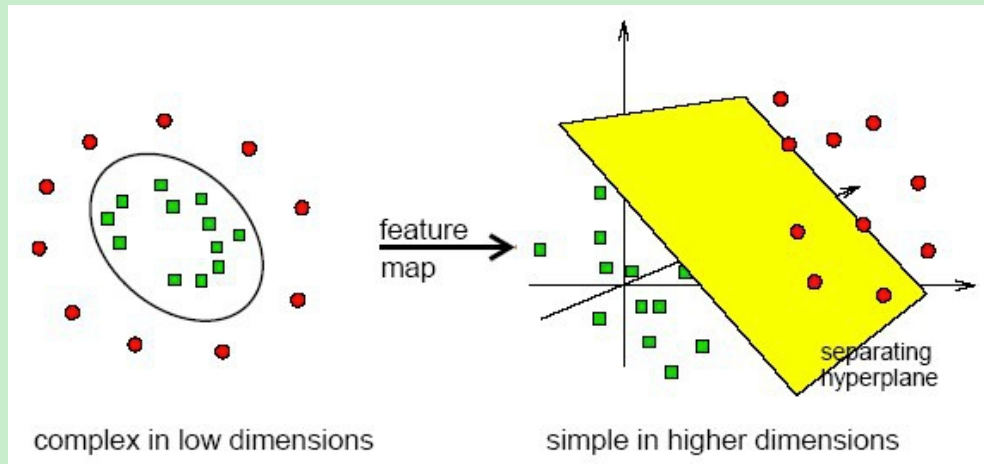 feature
map
separating
hyperplane
complex in low dimensions
simple in higher dimensions